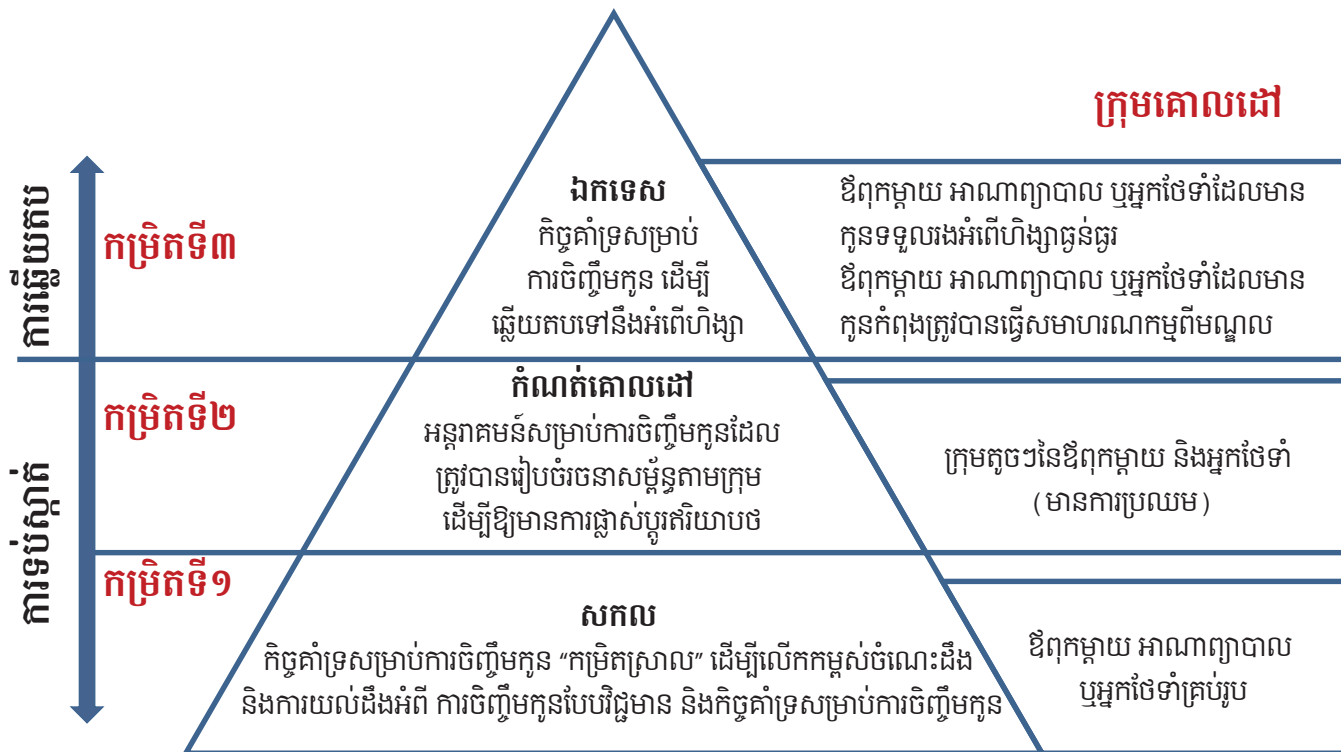 ក្រុមគោលដៅ
ការឆ្លើយតប
កម្រិតទី៣
ឯកទេស
កិច្ចគាំទ្រសម្រាប់
ការចិញ្ចឹមកូន ដើម្បី
ឆ្លើយតបទៅនឹងអំពើហិង្សា
ឪពុកម្តាយ អាណាព្យាបាល ឬអ្នកថែទាំដែលមាន
កូនទទួលរងអំពើហិង្សាធ្ងន់ធ្ងរ
ឪពុកម្តាយ អាណាព្យាបាល ឬអ្នកថែទាំដែលមាន
កូនកំពុងត្រូវបានធ្វើសមាហរណកម្មពីមណ្ឌល
ការទប់ស្កាត់
កម្រិតទី២
កំណត់គោលដៅ
អន្តរាគមន៍សម្រាប់ការចិញ្ចឹមកូនដែល
ត្រូវបានរៀបចំរចនាសម្ព័ន្ធតាមក្រុម
ដើម្បីឱ្យមានការផ្លាស់ប្តូរឥរិយាបថ
ក្រុមតូចៗនៃឪពុកម្តាយ និងអ្នកថែទាំ
(មានការប្រឈម)
កម្រិតទី១
សកល
កិច្ចគាំទ្រសម្រាប់ការចិញ្ចឹមកូន “កម្រិតស្រាល” ដើម្បីលើកកម្ពស់ចំណេះដឹង
និងការយល់ដឹងអំពី ការចិញ្ចឹមកូនបែបវិជ្ជមាន និងកិច្ចគាំទ្រសម្រាប់ការចិញ្ចឹមកូន
ឪពុកម្តាយ អាណាព្យាបាល
ឬអ្នកថែទាំគ្រប់រូប